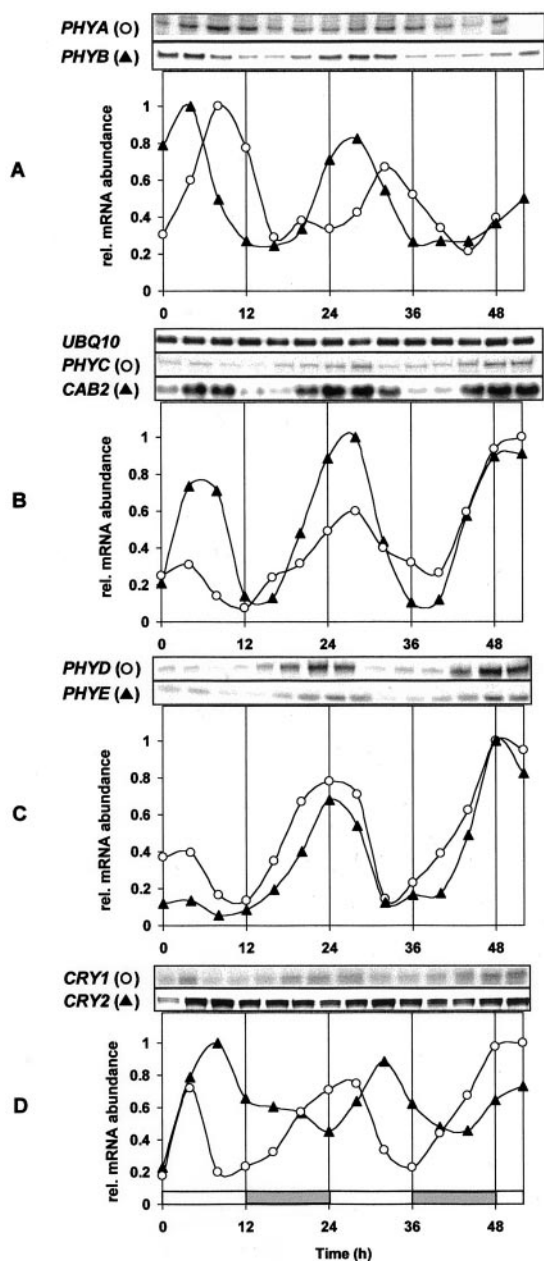 PHYA (○)
PHYB (▲)
A
rel. mRNA abundance
1
0.8
0.6
0.4
0.2
0
0 12 24 36 48
UBQ10
PHYC (○)
CAB2 (▲)
B
rel. mRNA abundance
1
0.8
0.6
0.4
0.2
0
0 12 24 36 48
PHYD (○)
PHYE (▲)
C
rel. mRNA abundance
1
0.8
0.6
0.4
0.2
0
0 12 24 36 48
CRY1 (○)
CRY2 (▲)
D
rel. mRNA abundance
1
0.8
0.6
0.4
0.2
0
0 12 24 36 48
Time (h)